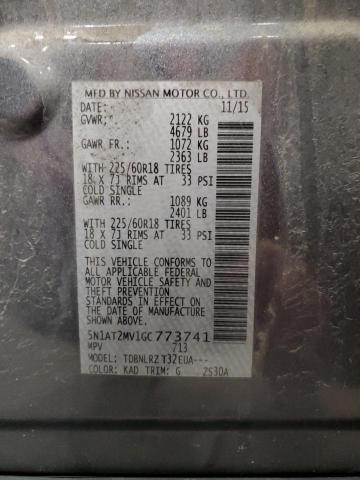 MFD BY NISSAN MOTOR CO., LTD.
DATE: 11/15
GVWR: 2122 KG
4679 LB
GAWR FR.: 1072 KG
2363 LB
WITH 225/60R18 TIRES
18 X 7J RIMS AT 33 PSI
COLD SINGLE
GAWR RR.: 1089 KG
2401 LB
WITH 225/60R18 TIRES
18 X 7J RIMS AT 33 PSI
COLD SINGLE
THIS VEHICLE CONFORMS TO
ALL APPLICABLE FEDERAL
MOTOR VEHICLE SAFETY AND
THEFT PREVENTION
STANDARDS IN EFFECT ON
THE DATE OF MANUFACTURE
SHOWN ABOVE.
5N1AT2MV1GC773741
MPV 713
MODEL: TDBNLRZ T32EUA---
COLOR: KAD TRIM: G 2S30A